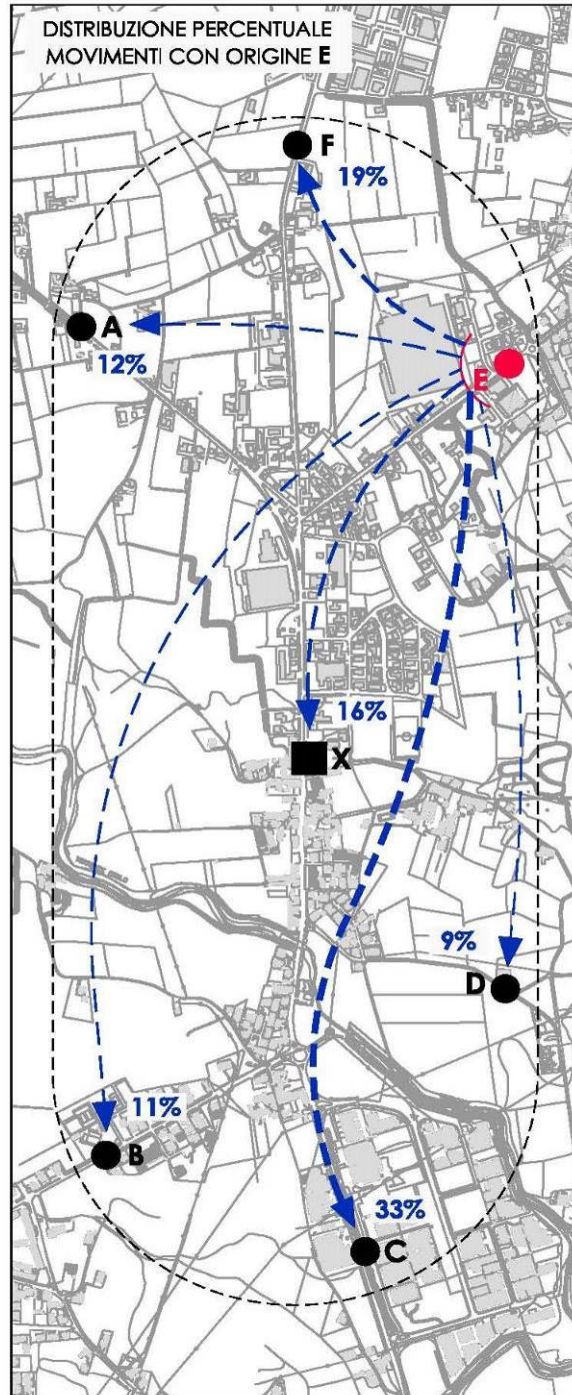 DISTRIBUZIONE PERCENTUALE
MOVIMENTI CON ORIGINE E
F
19%
A
12%
E
16%
X
9%
D
11%
B
33%
C